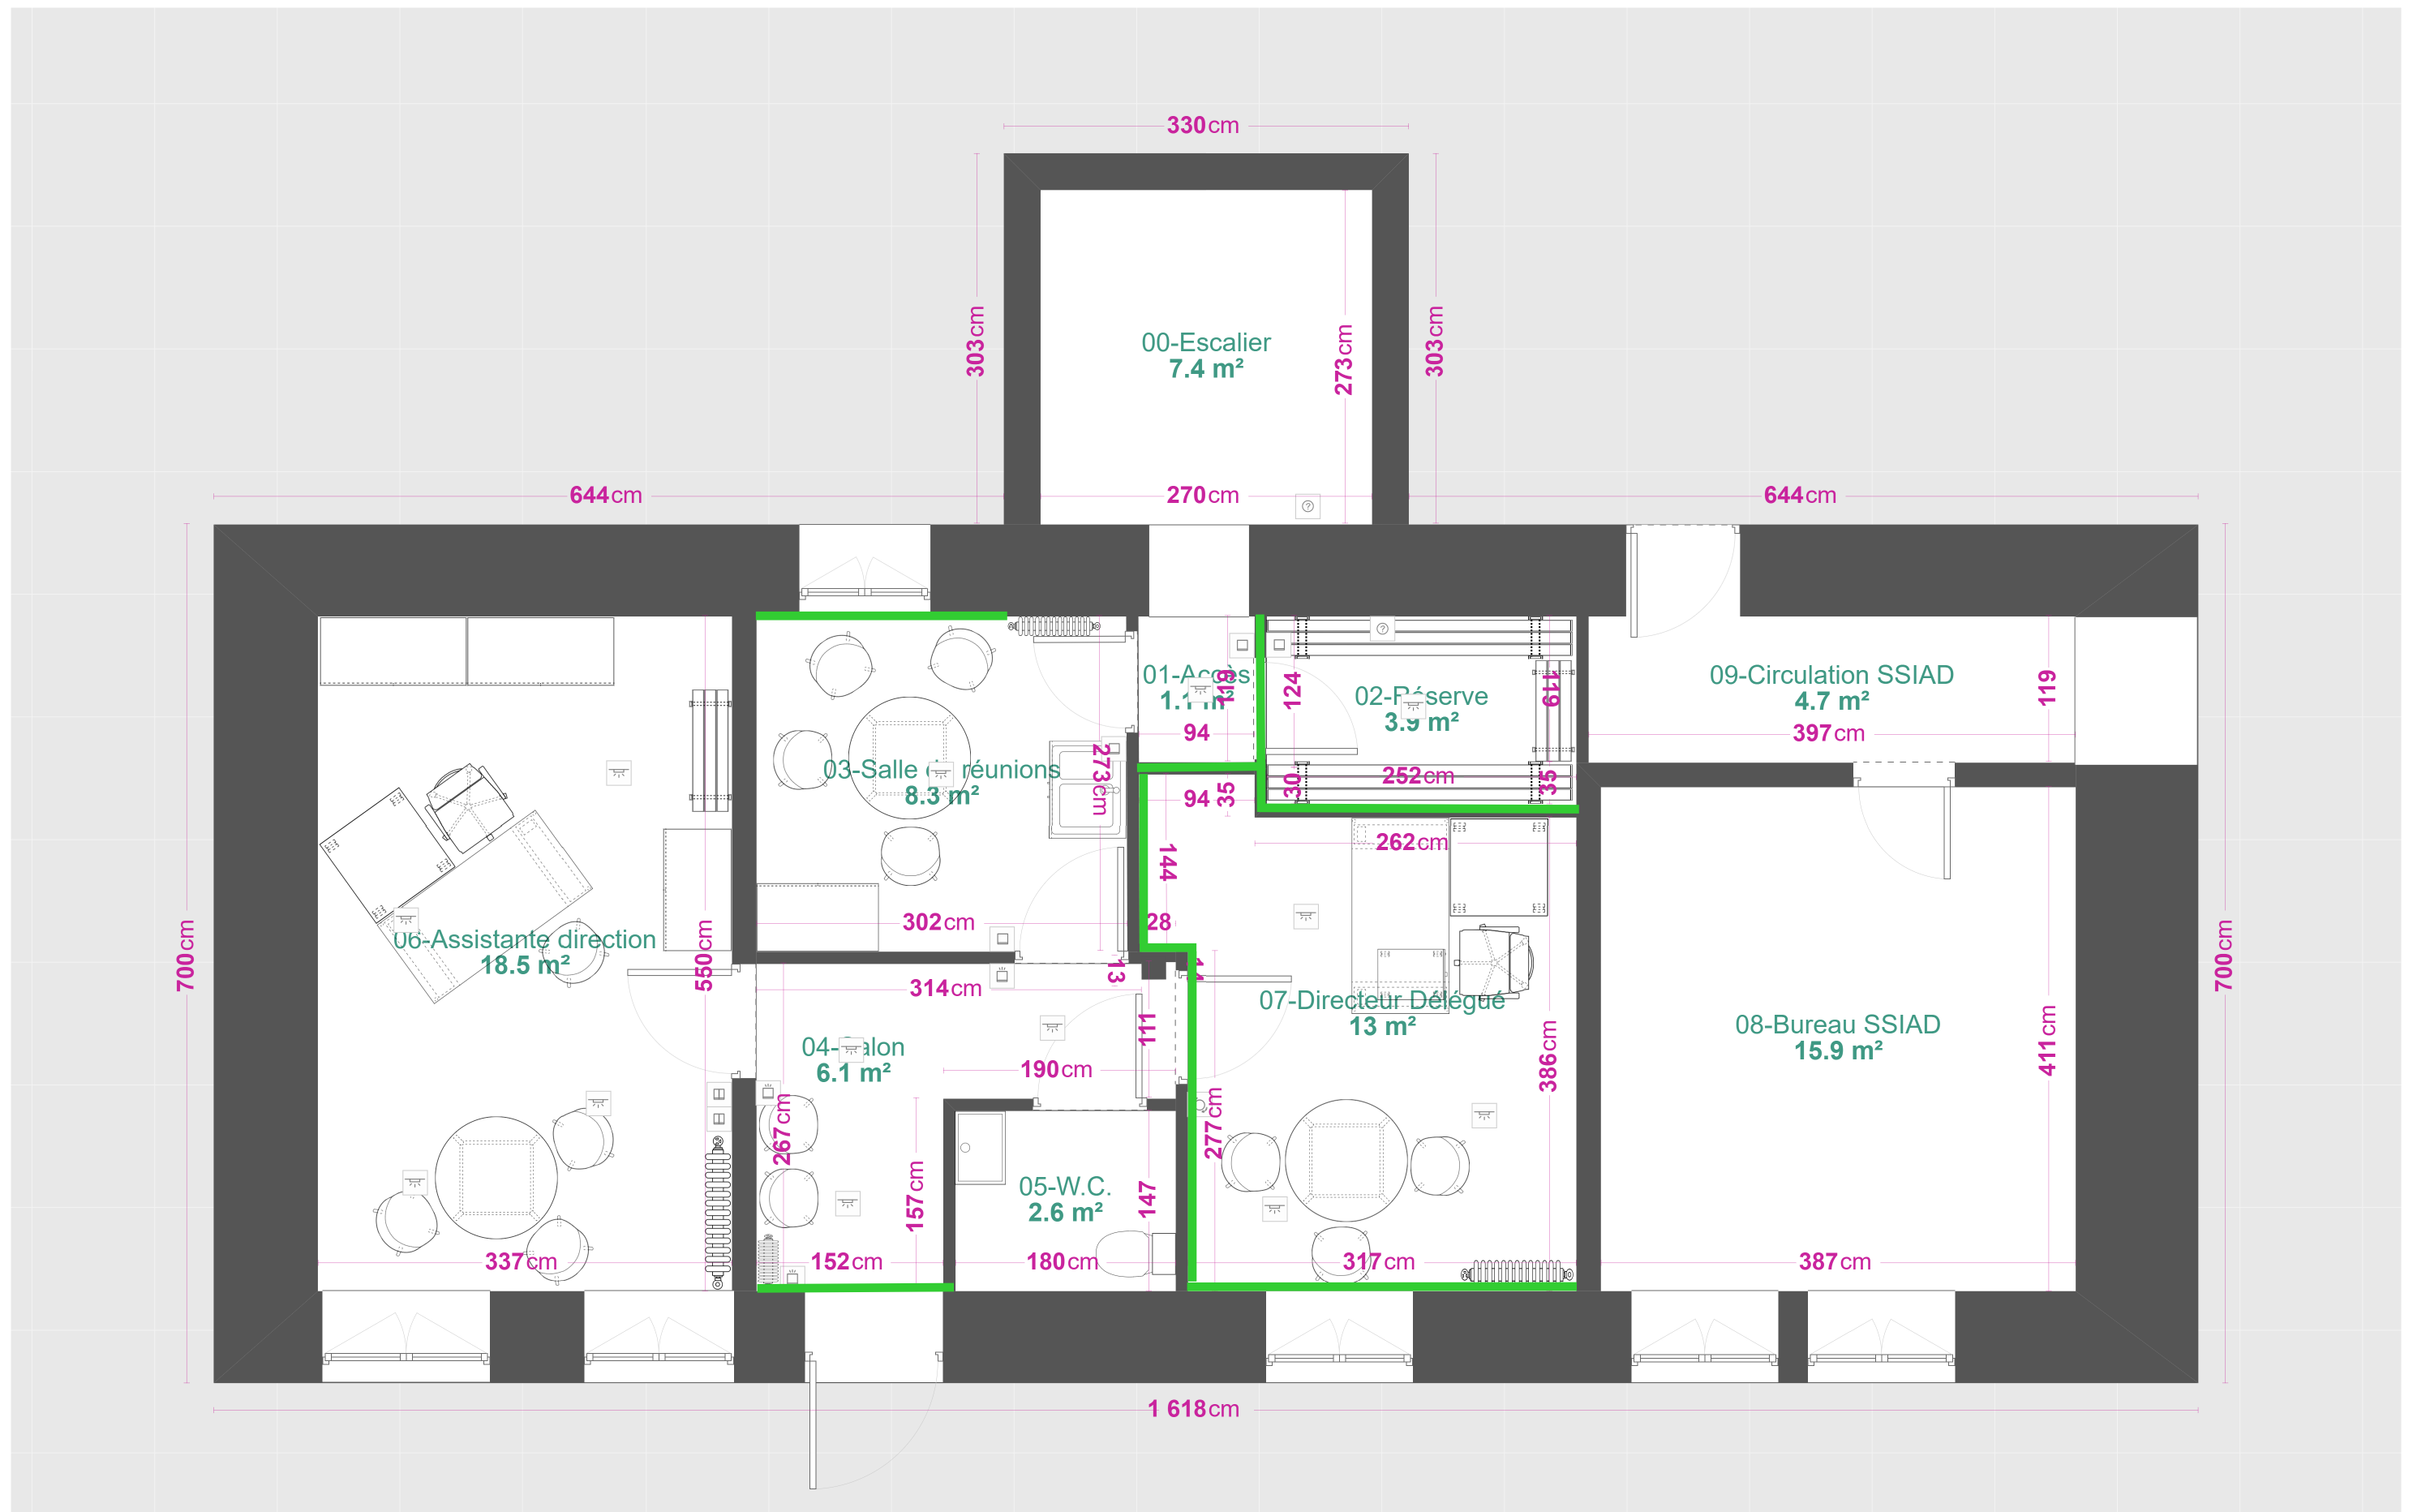 330cm
303cm
303cm
273cm
00-Escalier
7.4 m²
644cm
270cm
644cm
01-Accès
1.1 m²
119
94
124
02-Réserve
3.9 m²
119
09-Circulation SSIAD
4.7 m²
119
397cm
03-Salle réunions
8.3 m²
273cm
94
35
30
252cm
35
262cm
144
28
302cm
06-Assistante direction
18.5 m²
550cm
700cm
700cm
13
314cm
111
07-Directeur Délégué
13 m²
386cm
08-Bureau SSIAD
15.9 m²
411cm
04-Salon
6.1 m²
190cm
267cm
277cm
157cm
05-W.C.
2.6 m²
147
337cm
152cm
180cm
317cm
387cm
1 618cm